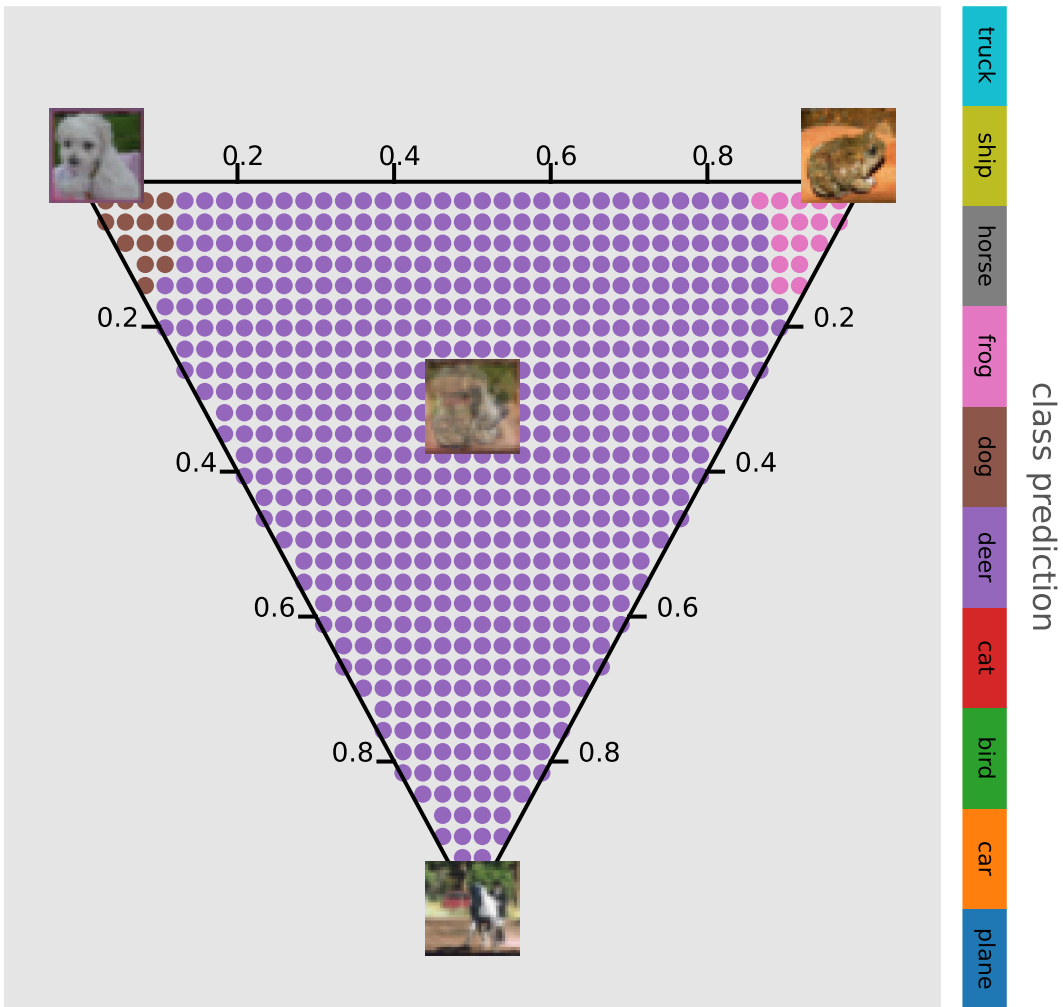 0.2 0.4 0.6 0.8
0.2 0.2
0.4 0.4
0.6 0.6
0.8 0.8
truck
ship
horse
frog
dog
deer
cat
bird
car
plane
class prediction